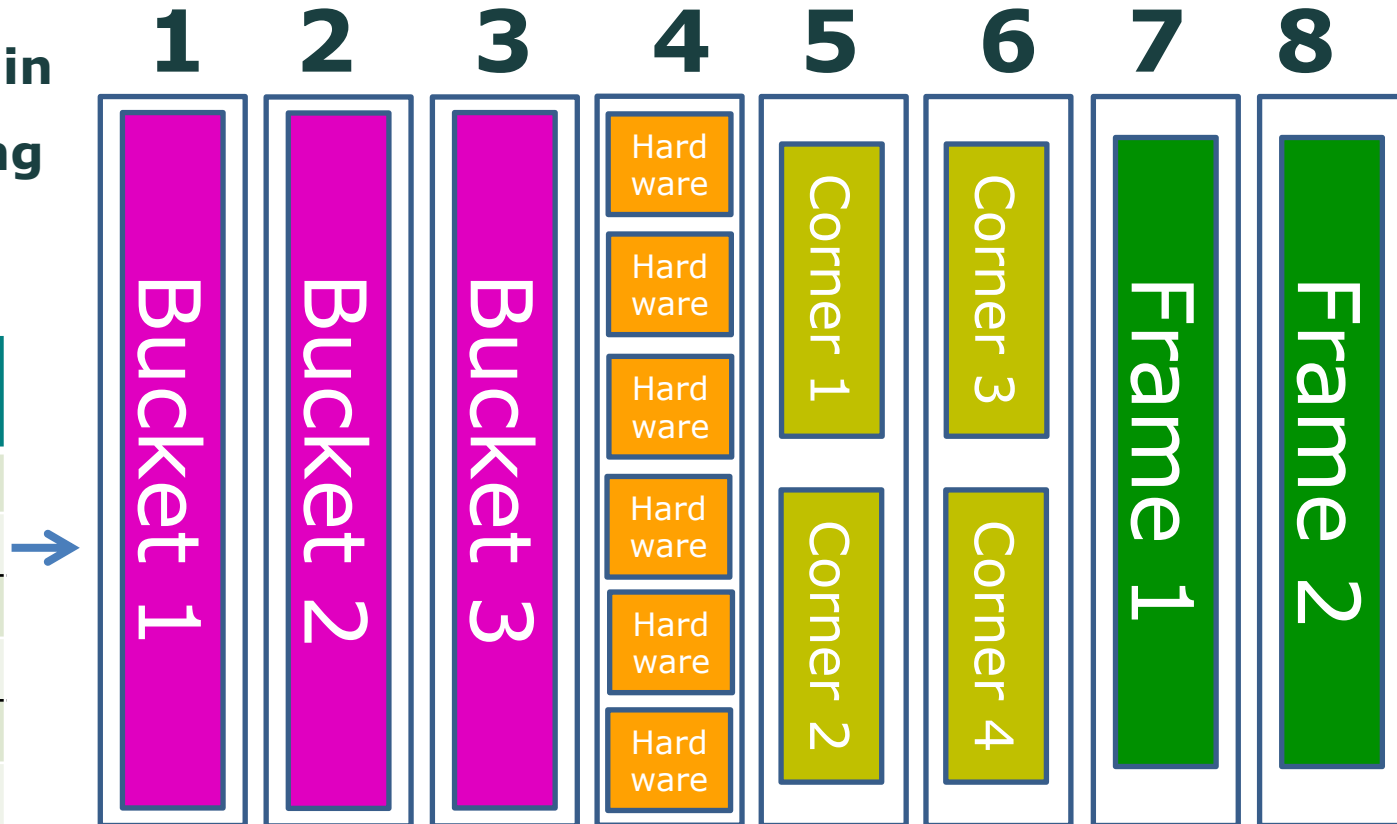 in
ng
1 2 3 4 5 6 7 8
Bucket 1
Bucket 2
Bucket 3
Hard
ware
Hard
ware
Hard
ware
Hard
ware
Hard
ware
Hard
ware
Corner 1
Corner 2
Corner 3
Corner 4
Frame 1
Frame 2